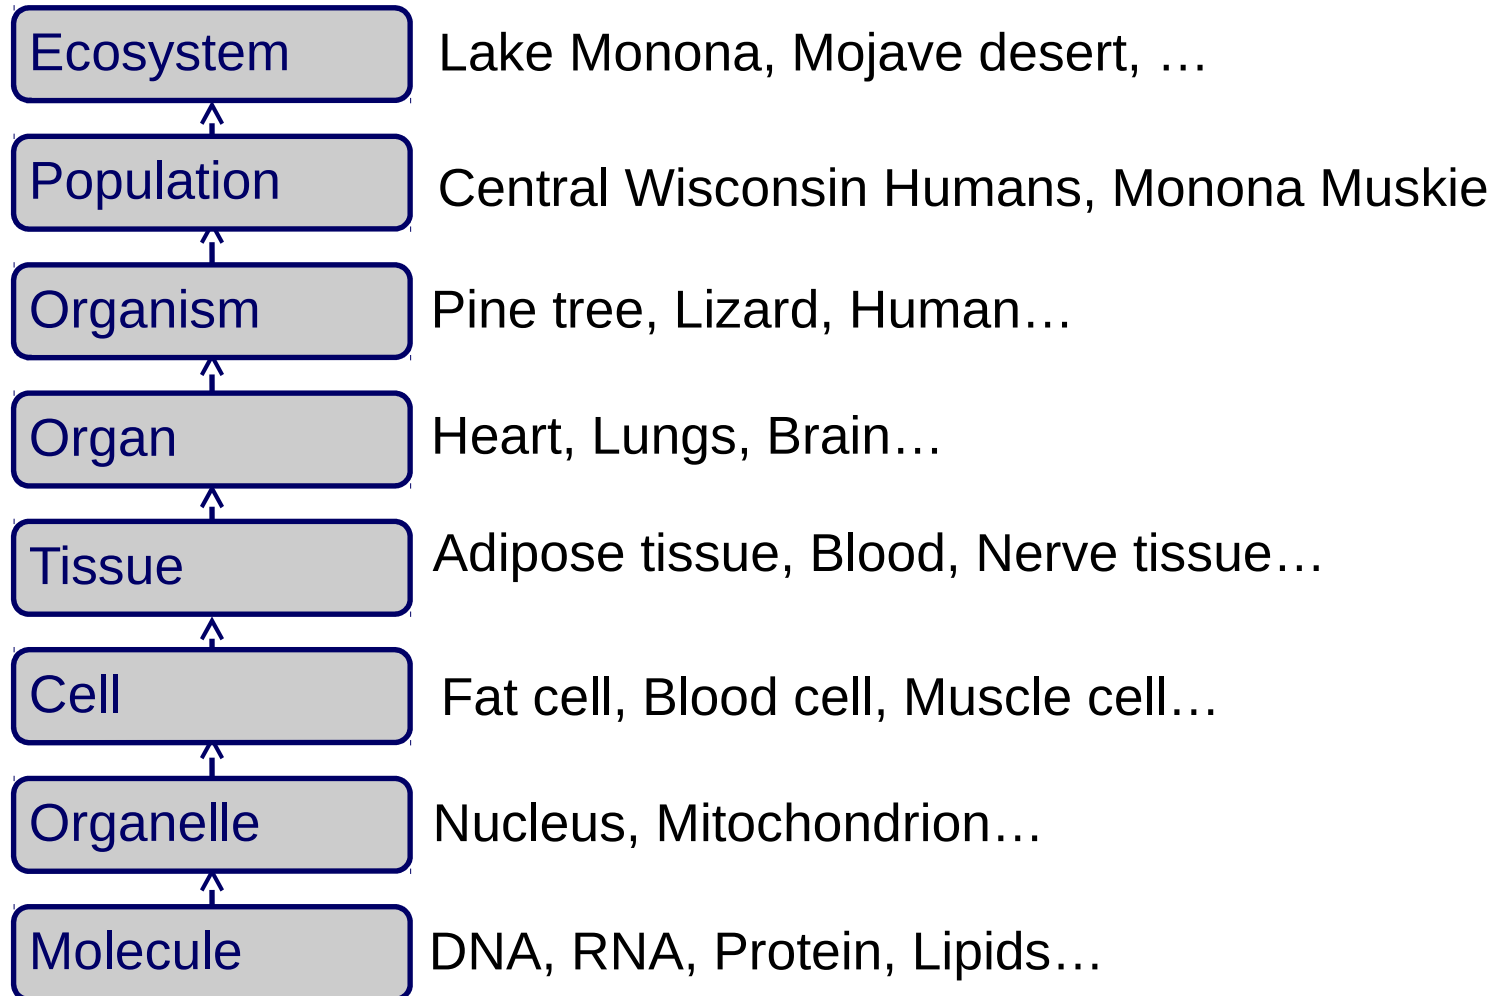 Ecosystem Lake Monona, Mojave desert, …
Population Central Wisconsin Humans, Monona Muskie
Organism Pine tree, Lizard, Human…
Organ Heart, Lungs, Brain…
Tissue Adipose tissue, Blood, Nerve tissue…
Cell Fat cell, Blood cell, Muscle cell…
Organelle Nucleus, Mitochondrion…
Molecule DNA, RNA, Protein, Lipids…